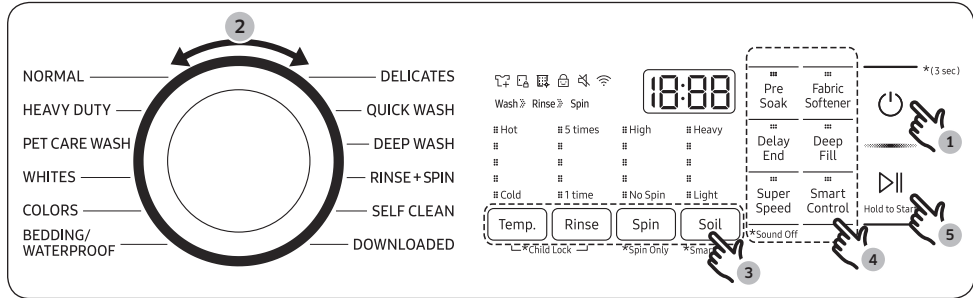 2
NORMAL
HEAVY DUTY
PET CARE WASH
WHITES
COLORS
BEDDING/
WATERPROOF
DELICATES
QUICK WASH
DEEP WASH
RINSE+SPIN
SELF CLEAN
DOWNLOADED
Wash Rinse Spin
18:88
Hot 5 times High Heavy
Cold 1 time No Spin Light
Temp. Rinse Spin Soil
*Child Lock *Spin Only
3
Pre
Soak
Fabric
Softener
Delay
End
Deep
Fill
Super
Speed
Smart
Control
*Sound Off
4
*(3 sec)
1
Hold to Start
5